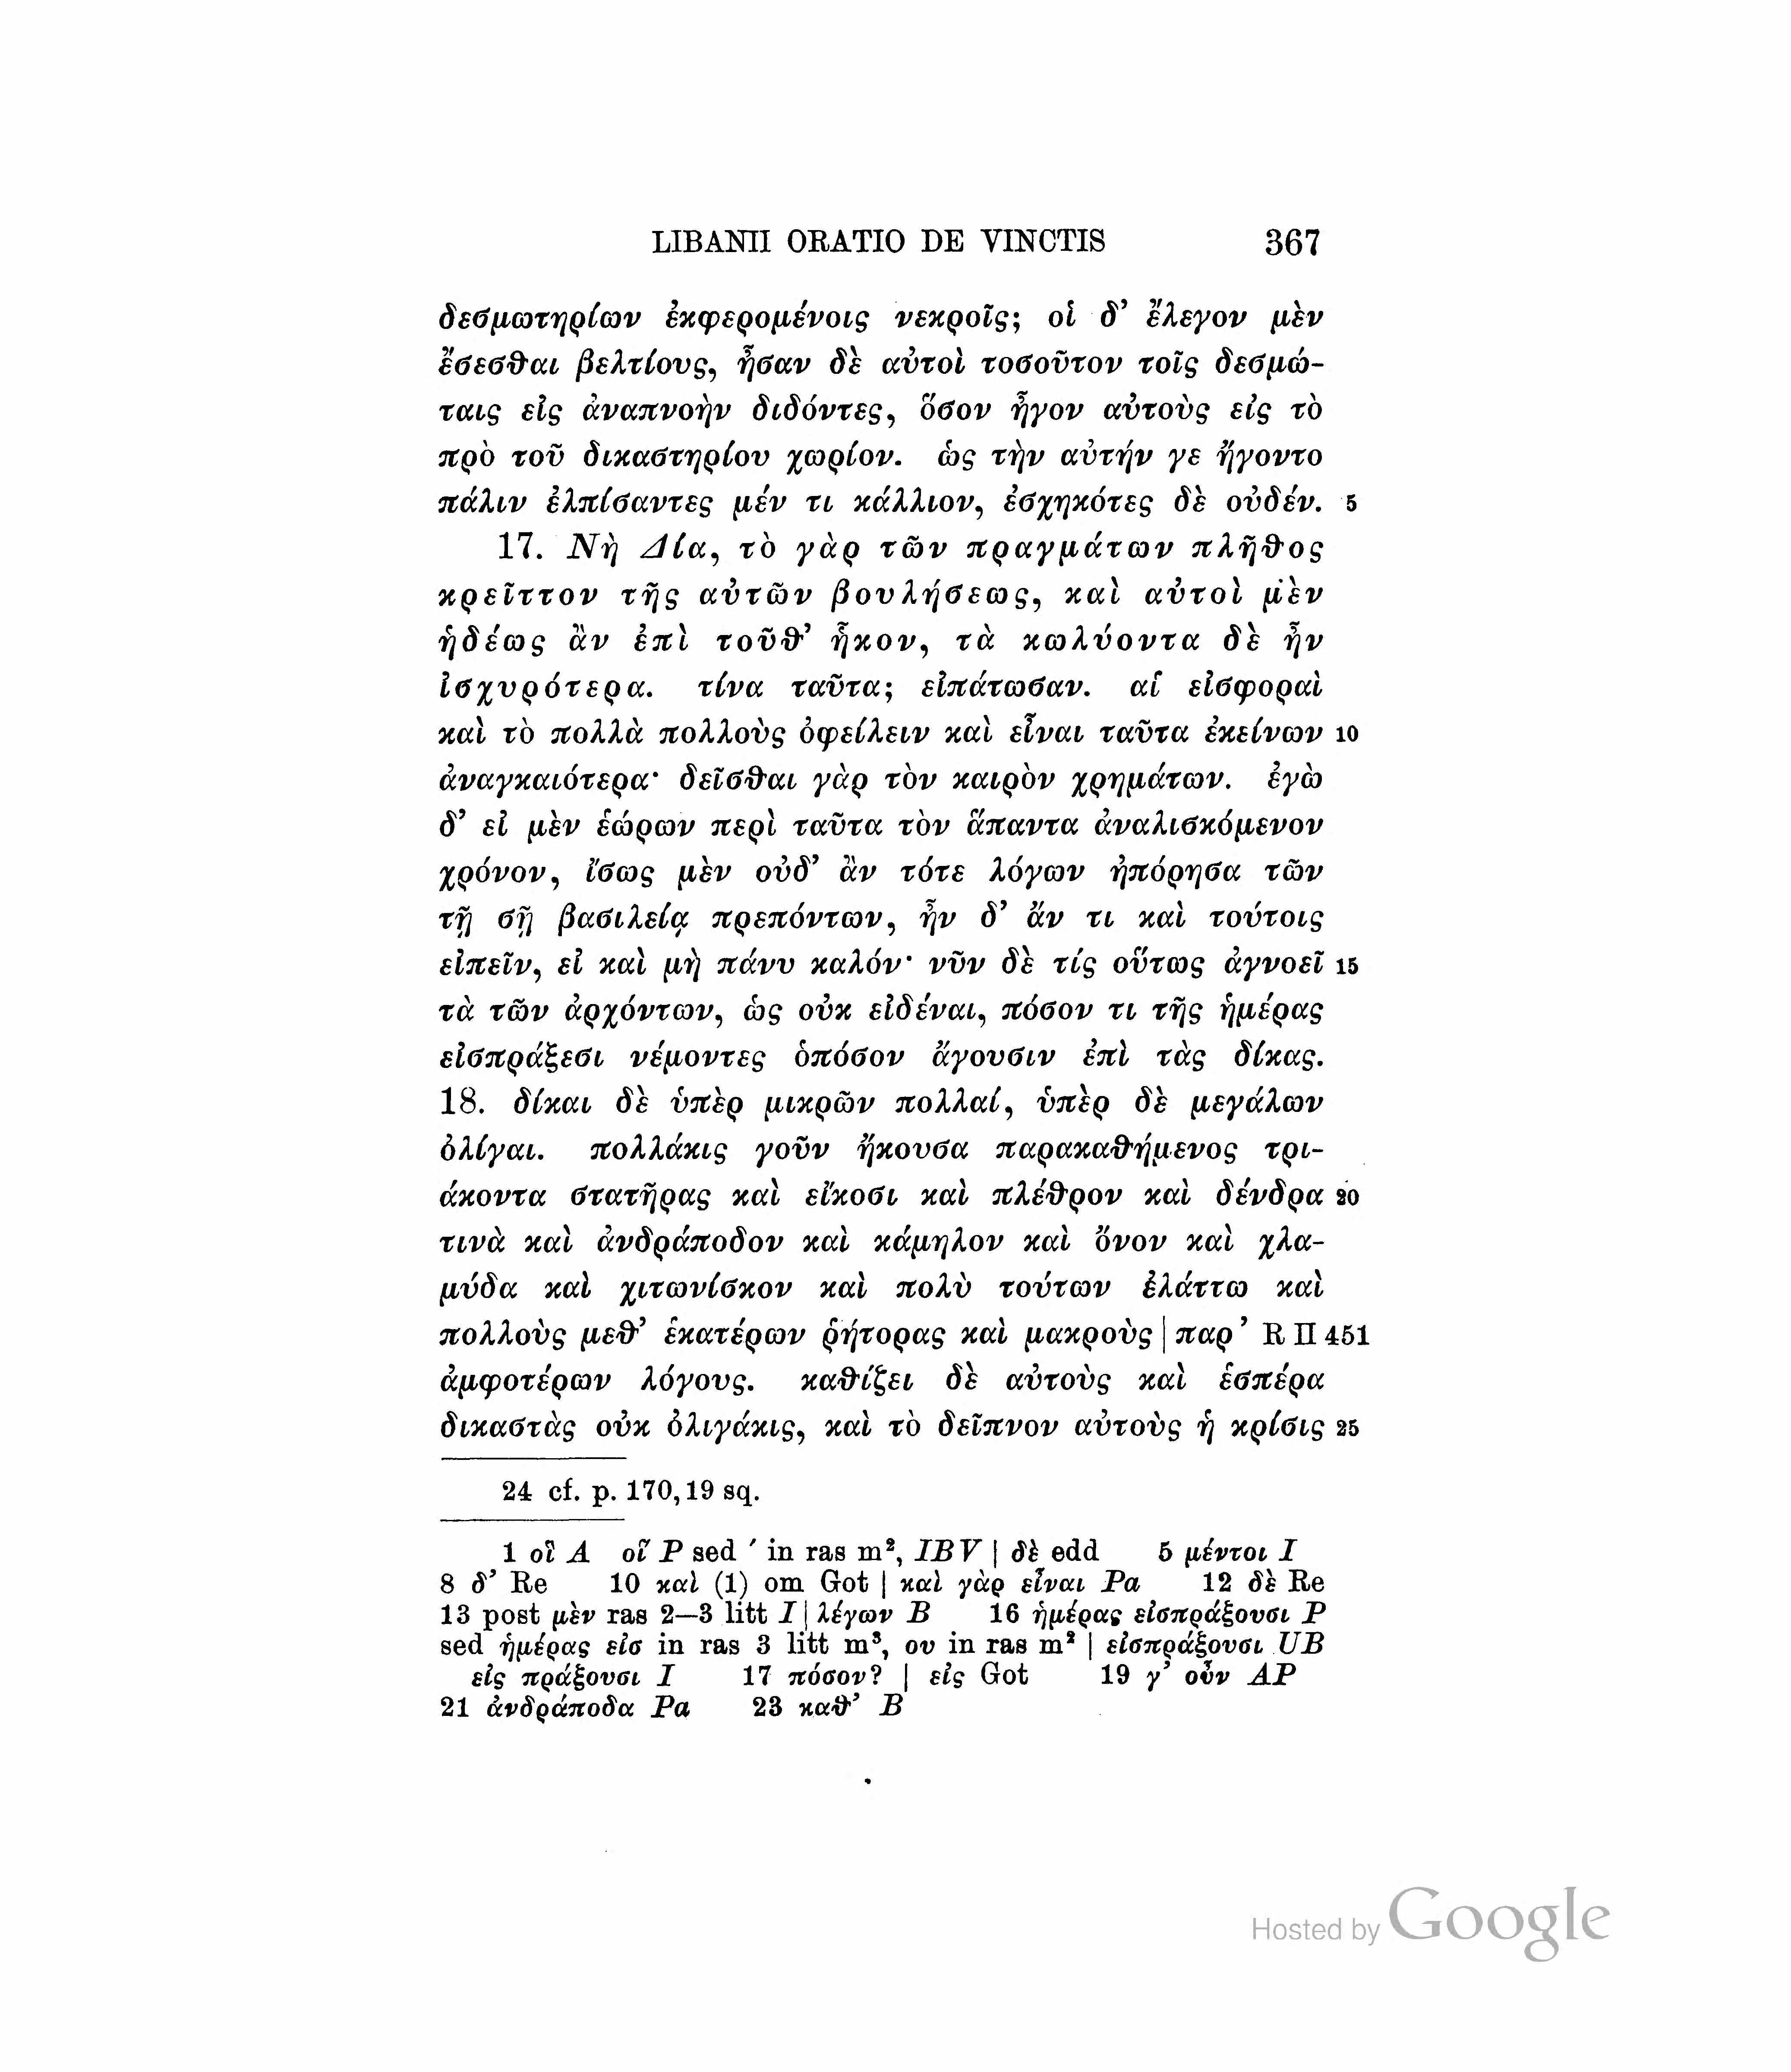 LIBANII ORATIO DE VINCTIS 367
δεσμωτηρίων ἐκφερομένοις νεκροῖς; οἱ δ’ ἔλεγον μὲν
ἔσεσθαι βελτίους, ἦσαν δὲ αὐτοὶ τοσοῦτον τοῖς δεσμώ-
ταις εἰς ἀναπνοὴν διδόντες, ὅσον ἦγον αὐτοὺς εἰς τὸ
πρὸ τοῦ δικαστηρίου χωρίον. ὡς τὴν αὐτήν γε ἤγοντο
πάλιν ἐλπίσαντες μέν τι κάλλιον, ἐσχηκότες δὲ οὐδέν. 5
17. Νὴ Δία, τὸ γὰρ τῶν πραγμάτων πλῆθος
κρεῖττον τῆς αὐτῶν βουλήσεως, καὶ αὐτοὶ μὲν
ἡδέως ἂν ἐπὶ τοῦθ’ ἧκον, τὰ κωλύοντα δὲ ἦν
ἰσχυρότερα. τίνα ταῦτα; εἰπάτωσαν. αἱ εἰσφοραὶ
καὶ τὸ πολλὰ πολλοὺς ὀφείλειν καὶ εἶναι ταῦτα ἐκείνων 10
ἀναγκαιότερα· δεῖσθαι γὰρ τὸν καιρὸν χρημάτων. ἐγὼ
δ’ εἰ μὲν ἑώρων περὶ ταῦτα τὸν ἅπαντα ἀναλισκόμενον
χρόνον, ἴσως μὲν οὐδ’ ἂν τότε λόγων ἠπόρησα τῶν
τῇ σῇ βασιλείᾳ πρεπόντων, ἦν δ’ ἄν τι καὶ τούτοις
εἰπεῖν, εἰ καὶ μὴ πάνυ καλόν· νῦν δὲ τίς οὕτως ἀγνοεῖ 15
τὰ τῶν ἀρχόντων, ὡς οὐκ εἰδέναι, πόσον τι τῆς ἡμέρας
εἰσπράξεσι νέμοντες ὁπόσον ἄγουσιν ἐπὶ τὰς δίκας.
18. δίκαι δὲ ὑπὲρ μικρῶν πολλαί, ὑπὲρ δὲ μεγάλων
ὀλίγαι. πολλάκις γοῦν ἤκουσα παρακαθήμενος τρι-
άκοντα στατῆρας καὶ εἴκοσι καὶ πλέθρον καὶ δένδρα 20
τινὰ καὶ ἀνδράποδον καὶ κάμηλον καὶ ὄνον καὶ χλα-
μύδα καὶ χιτωνίσκον καὶ πολὺ τούτων ἐλάττω καὶ
πολλοὺς μεθ’ ἑκατέρων ῥήτορας καὶ μακροὺς | παρ’ R II 451
ἀμφοτέρων λόγους. καθίζει δὲ αὐτοὺς καὶ ἑσπέρα
δικαστὰς οὐκ ὀλιγάκις, καὶ τὸ δεῖπνον αὐτοὺς ἡ κρίσις 25
24 cf. p. 170,19 sq.
1 οἳ A οἵ P sed ′ in ras m², IBV | δὲ edd 5 μέντοι I
8 δ’ Re 10 καὶ (1) om Got | καὶ γὰρ εἶναι Pa 12 δὲ Re
13 post μὲν ras 2—3 litt I | λέγων B 16 ἡμέρας εἰσπράξουσι P
sed ἡμέρας εἰσ in ras 3 litt m³, ου in ras m² | εἰσπράξουσι UB
εἰς πράξουσι I 17 πόσον? | εἰς Got 19 γ’ οὖν AP
21 ἀνδράποδα Pa 23 καθ’ B
Hosted by Google